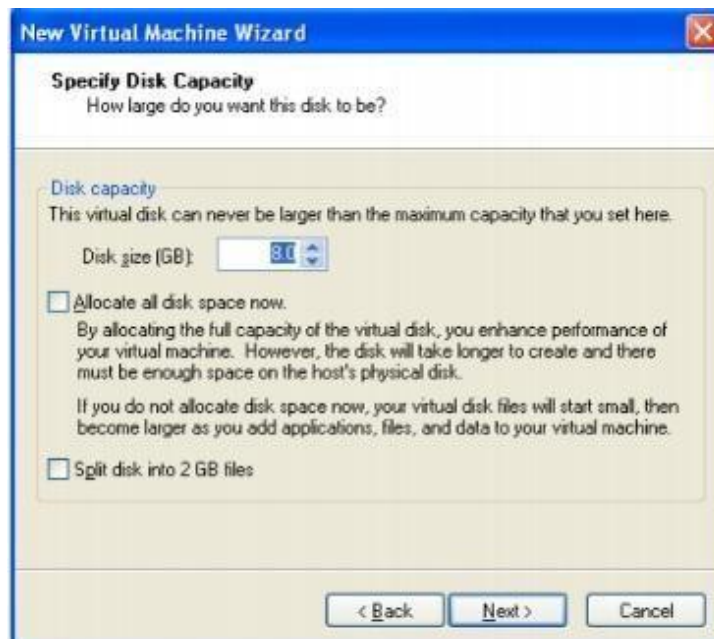 New Virtual Machine Wizard
Specify Disk Capacity
How large do you want this disk to be?
Disk capacity
This virtual disk can never be larger than the maximum capacity that you set here.
Disk size (GB): 8.0
Allocate all disk space now.
By allocating the full capacity of the virtual disk, you enhance performance of
your virtual machine. However, the disk will take longer to create and there
must be enough space on the host's physical disk.
If you do not allocate disk space now, your virtual disk files will start small, then
become larger as you add applications, files, and data to your virtual machine.
Split disk into 2 GB files
< Back Next > Cancel